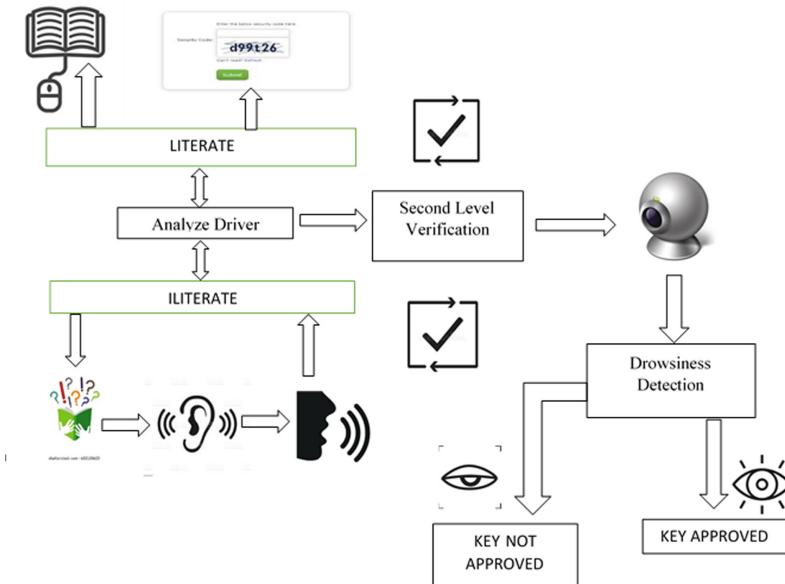 Enter the below security code here
Security Code:
d99t26
Can't read? Refresh
Submit
LITERATE
Analyze Driver
Second Level
Verification
ILITERATE
Drowsiness
Detection
KEY NOT
APPROVED
KEY APPROVED